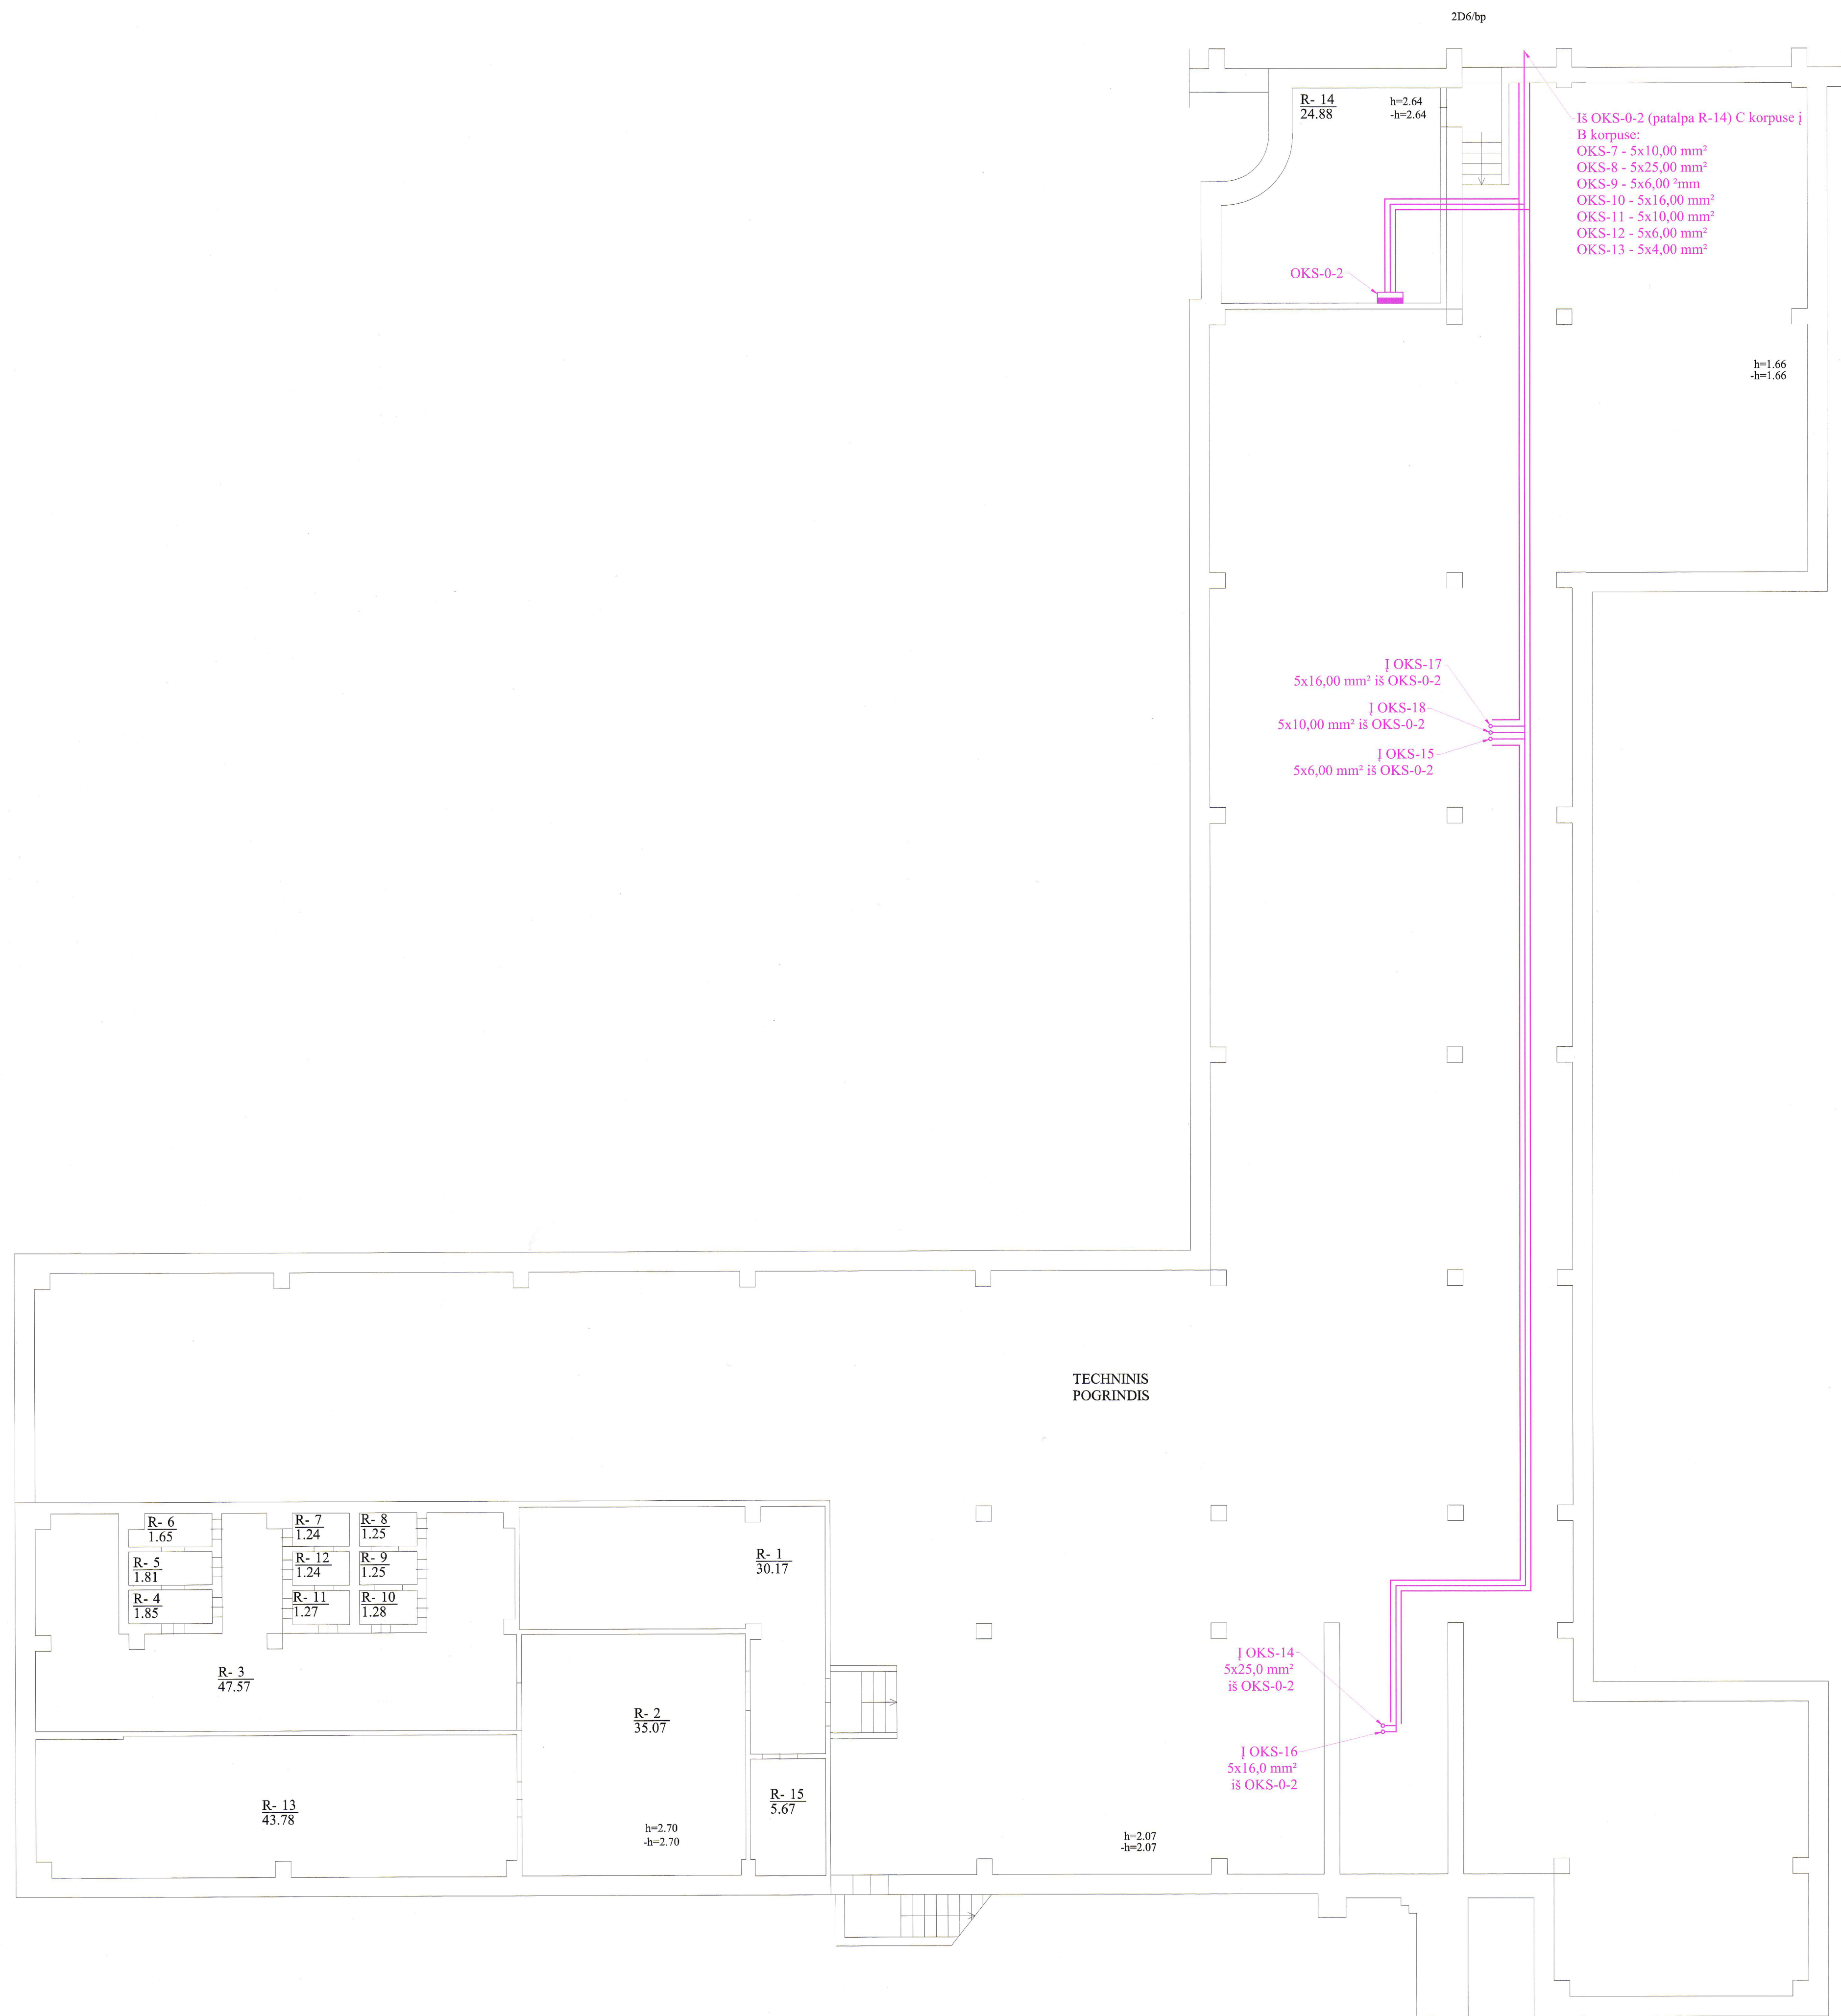 2D6/bp
R- 14
24.88
h=2.64
-h=2.64
Iš OKS-0-2 (patalpa R-14) C korpuse į
B korpuse:
OKS-7 - 5x10,00 mm²
OKS-8 - 5x25,00 mm²
OKS-9 - 5x6,00 ²mm
OKS-10 - 5x16,00 mm²
OKS-11 - 5x10,00 mm²
OKS-12 - 5x6,00 mm²
OKS-13 - 5x4,00 mm²
OKS-0-2
h=1.66
-h=1.66
Į OKS-17
5x16,00 mm² iš OKS-0-2
Į OKS-18
5x10,00 mm² iš OKS-0-2
Į OKS-15
5x6,00 mm² iš OKS-0-2
TECHNINIS
POGRINDIS
R- 6
1.65
R- 7
1.24
R- 8
1.25
R- 5
1.81
R- 12
1.24
R- 9
1.25
R- 4
1.85
R- 11
1.27
R- 10
1.28
R- 1
30.17
R- 3
47.57
R- 2
35.07
Į OKS-14
5x25,0 mm²
iš OKS-0-2
Į OKS-16
5x16,0 mm²
iš OKS-0-2
R- 13
43.78
R- 15
5.67
h=2.70
-h=2.70
h=2.07
-h=2.07